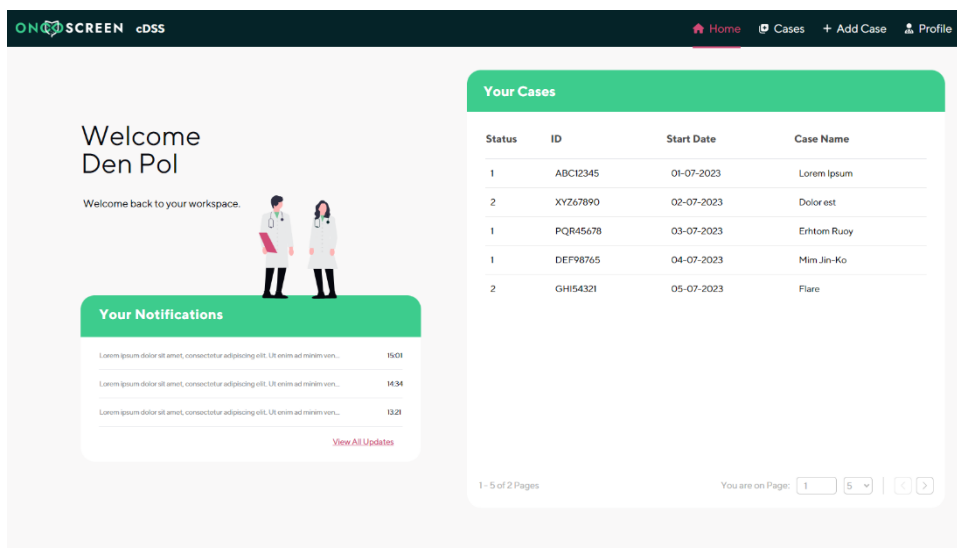 ONCOSCREEN cDSS
Home
Cases
+ Add Case
Profile
Welcome
Den Pol
Welcome back to your workspace.
Your Notifications
Lorem ipsum dolor sit amet, consectetur adipiscing elit. Ut enim ad minim ven... 15:01
Lorem ipsum dolor sit amet, consectetur adipiscing elit. Ut enim ad minim ven... 14:34
Lorem ipsum dolor sit amet, consectetur adipiscing elit. Ut enim ad minim ven... 13:21
View All Updates
Your Cases
Status ID Start Date Case Name
1 ABC12345 01-07-2023 Lorem Ipsum
2 XYZ67890 02-07-2023 Dolor est
1 PQR45678 03-07-2023 Erhtom Ruoy
1 DEF98765 04-07-2023 Mim Jin-Ko
2 GHI54321 05-07-2023 Flare
1 - 5 of 2 Pages
You are on Page: 1 5